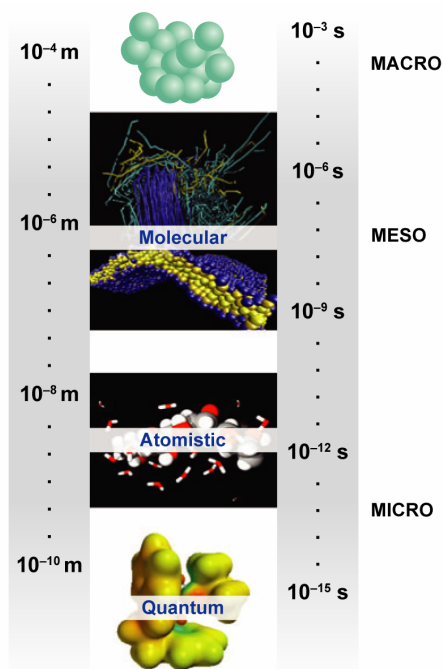 10⁻³ s
10⁻⁴ m
MACRO
10⁻⁶ s
10⁻⁶ m
Molecular
MESO
10⁻⁹ s
10⁻⁸ m
Atomistic
10⁻¹² s
MICRO
10⁻¹⁰ m
10⁻¹⁵ s
Quantum